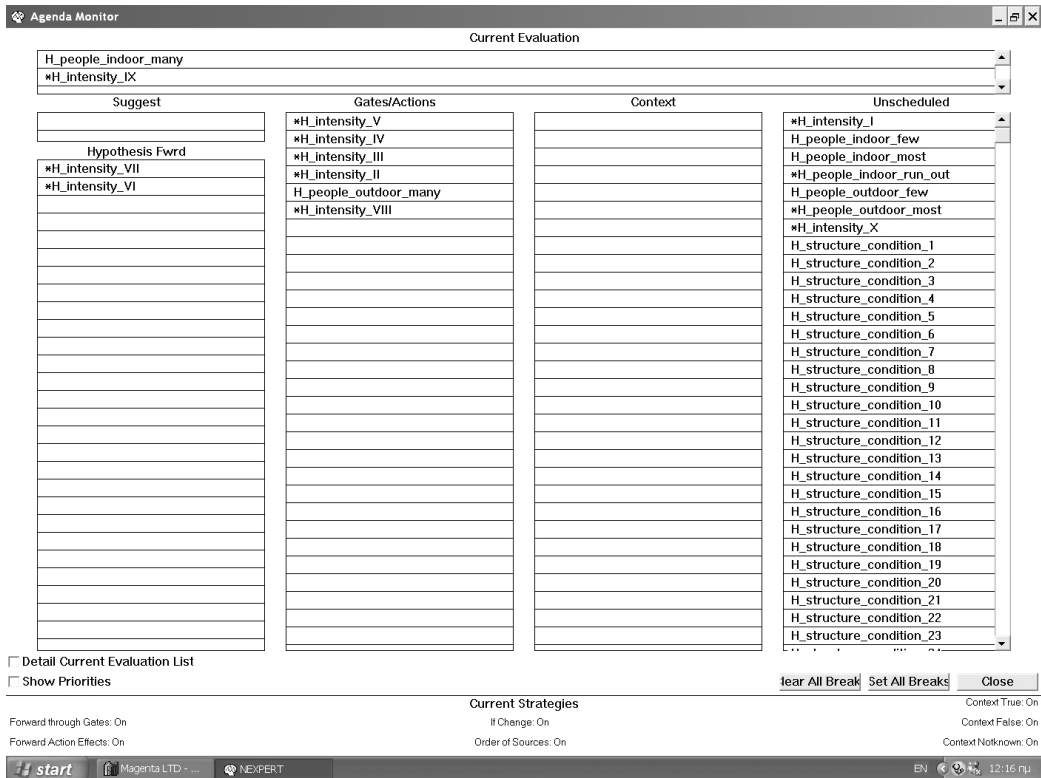 Agenda Monitor
Current Evaluation
H_people_indoor_many
*H_intensity_IX
Suggest
Hypothesis Fwrd
*H_intensity_VII
*H_intensity_VI
Gates/Actions
*H_intensity_V
*H_intensity_IV
*H_intensity_III
*H_intensity_II
H_people_outdoor_many
*H_intensity_VIII
Context
Unscheduled
*H_intensity_I
H_people_indoor_few
H_people_indoor_most
*H_people_indoor_run_out
H_people_outdoor_few
*H_people_outdoor_most
*H_intensity_X
H_structure_condition_1
H_structure_condition_2
H_structure_condition_3
H_structure_condition_4
H_structure_condition_5
H_structure_condition_6
H_structure_condition_7
H_structure_condition_8
H_structure_condition_9
H_structure_condition_10
H_structure_condition_11
H_structure_condition_12
H_structure_condition_13
H_structure_condition_14
H_structure_condition_15
H_structure_condition_16
H_structure_condition_17
H_structure_condition_18
H_structure_condition_19
H_structure_condition_20
H_structure_condition_21
H_structure_condition_22
H_structure_condition_23
Detail Current Evaluation List
Show Priorities
lear All Break Set All Breaks Close
Current Strategies Context True: On
Forward through Gates: On If Change: On Context False: On
Forward Action Effects: On Order of Sources: On Context Notknown: On
start Magenta LTD - ... NEXPERT EN 12:16 πμ